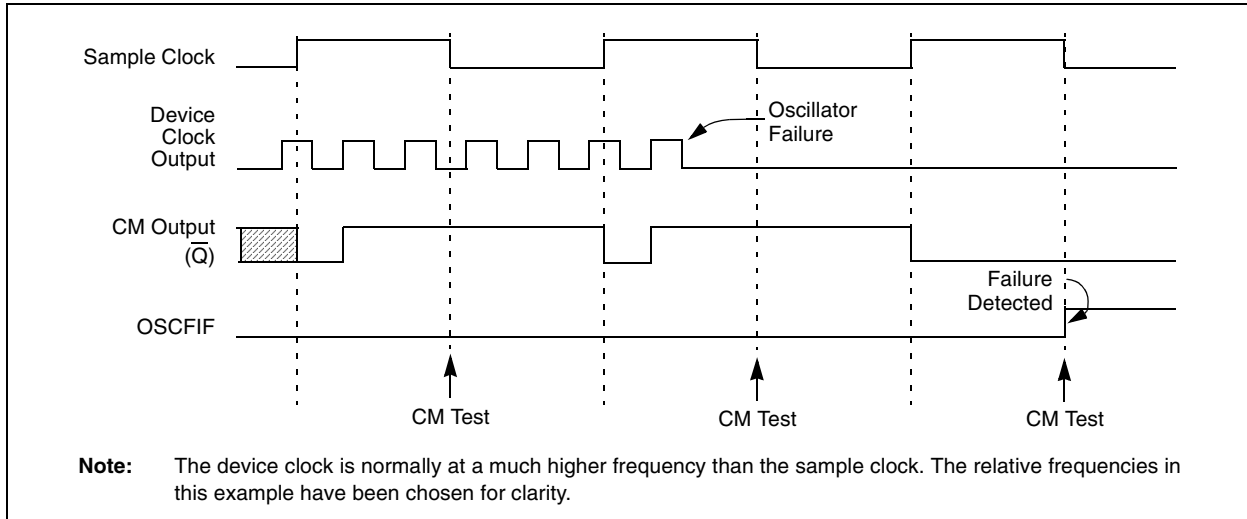 Sample Clock
Device
Clock
Output
Oscillator
Failure
CM Output
(Q̅)
Failure
Detected
OSCFIF
CM Test
CM Test
CM Test
Note: The device clock is normally at a much higher frequency than the sample clock. The relative frequencies in
this example have been chosen for clarity.